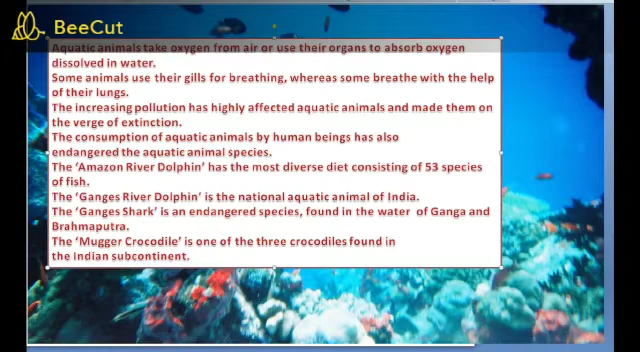 BeeCut
Aquatic animals take oxygen from air or use their organs to absorb oxygen
dissolved in water.
Some animals use their gills for breathing, whereas some breathe with the help
of their lungs.
The increasing pollution has highly affected aquatic animals and made them on
the verge of extinction.
The consumption of aquatic animals by human beings has also
endangered the aquatic animal species.
The ‘Amazon River Dolphin’ has the most diverse diet consisting of 53 species
of fish.
The ‘Ganges River Dolphin’ is the national aquatic animal of India.
The ‘Ganges Shark’ is an endangered species, found in the water of Ganga and
Brahmaputra.
The ‘Mugger Crocodile’ is one of the three crocodiles found in
the Indian subcontinent.